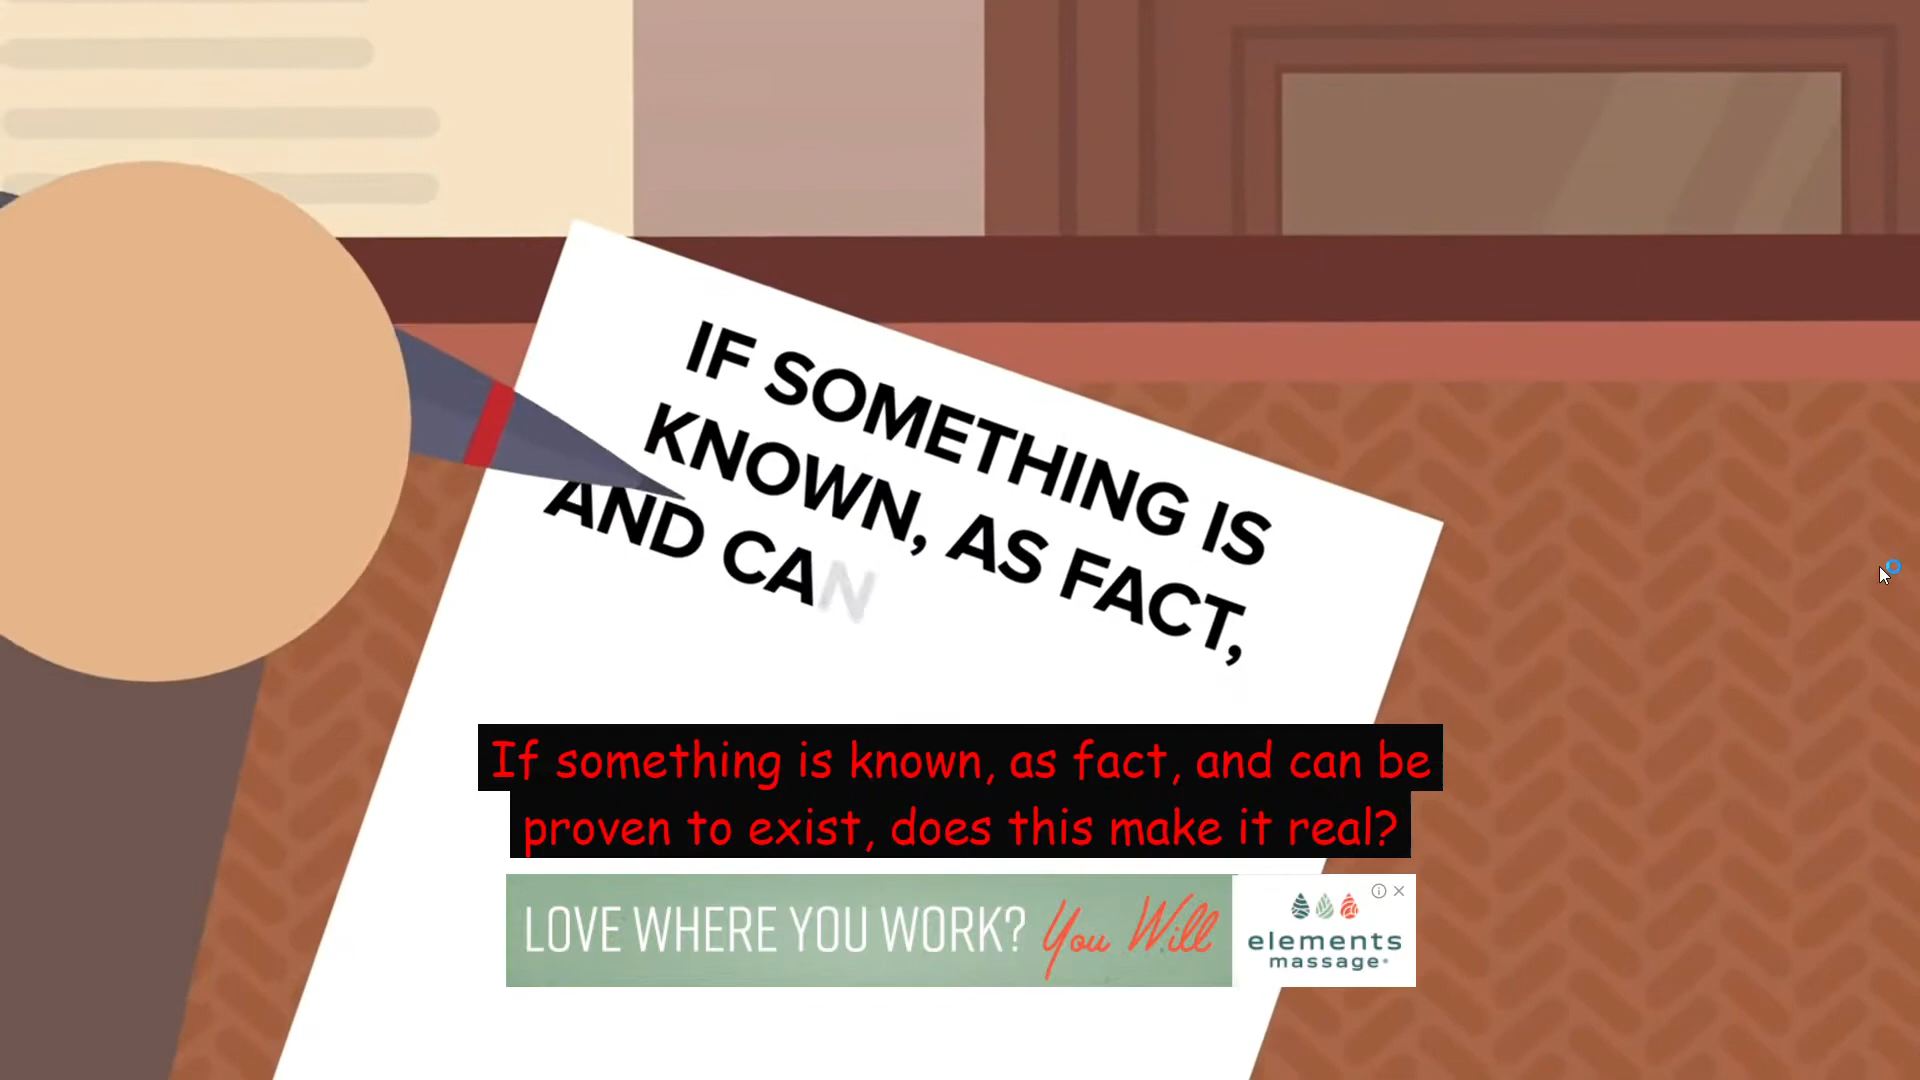 IF SOMETHING IS
KNOWN, AS FACT,
AND CAN
If something is known, as fact, and can be
proven to exist, does this make it real?
LOVE WHERE YOU WORK? You Will
elements
massage®